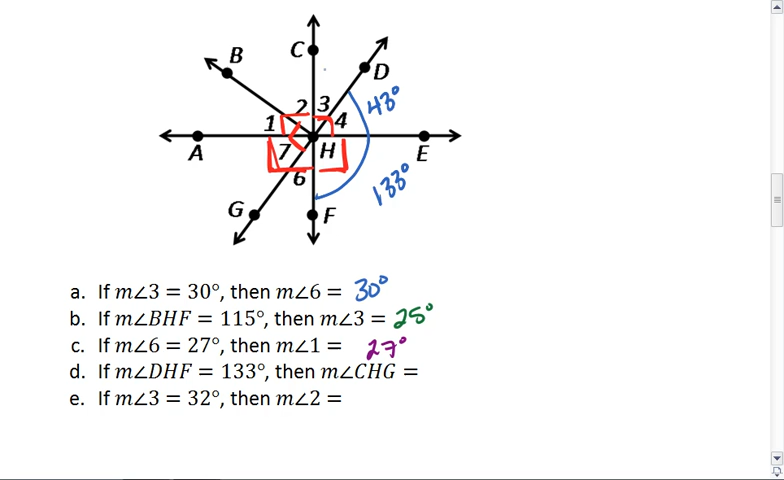 C
B
D
43°
2 3
1 4
A 7 H E
6
133°
G F
a. If m∠3 = 30°, then m∠6 = 30°
b. If m∠BHF = 115°, then m∠3 = 25°
c. If m∠6 = 27°, then m∠1 = 27°
d. If m∠DHF = 133°, then m∠CHG =
e. If m∠3 = 32°, then m∠2 =